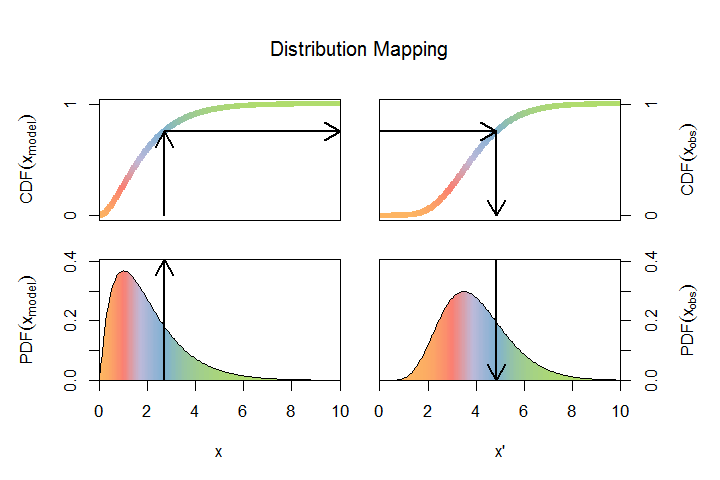 Distribution Mapping
CDF(x_model)
0 1
CDF(x_obs)
0 1
PDF(x_model)
0.0 0.2 0.4
PDF(x_obs)
0.0 0.2 0.4
0 2 4 6 8 10
0 2 4 6 8 10
x
x'